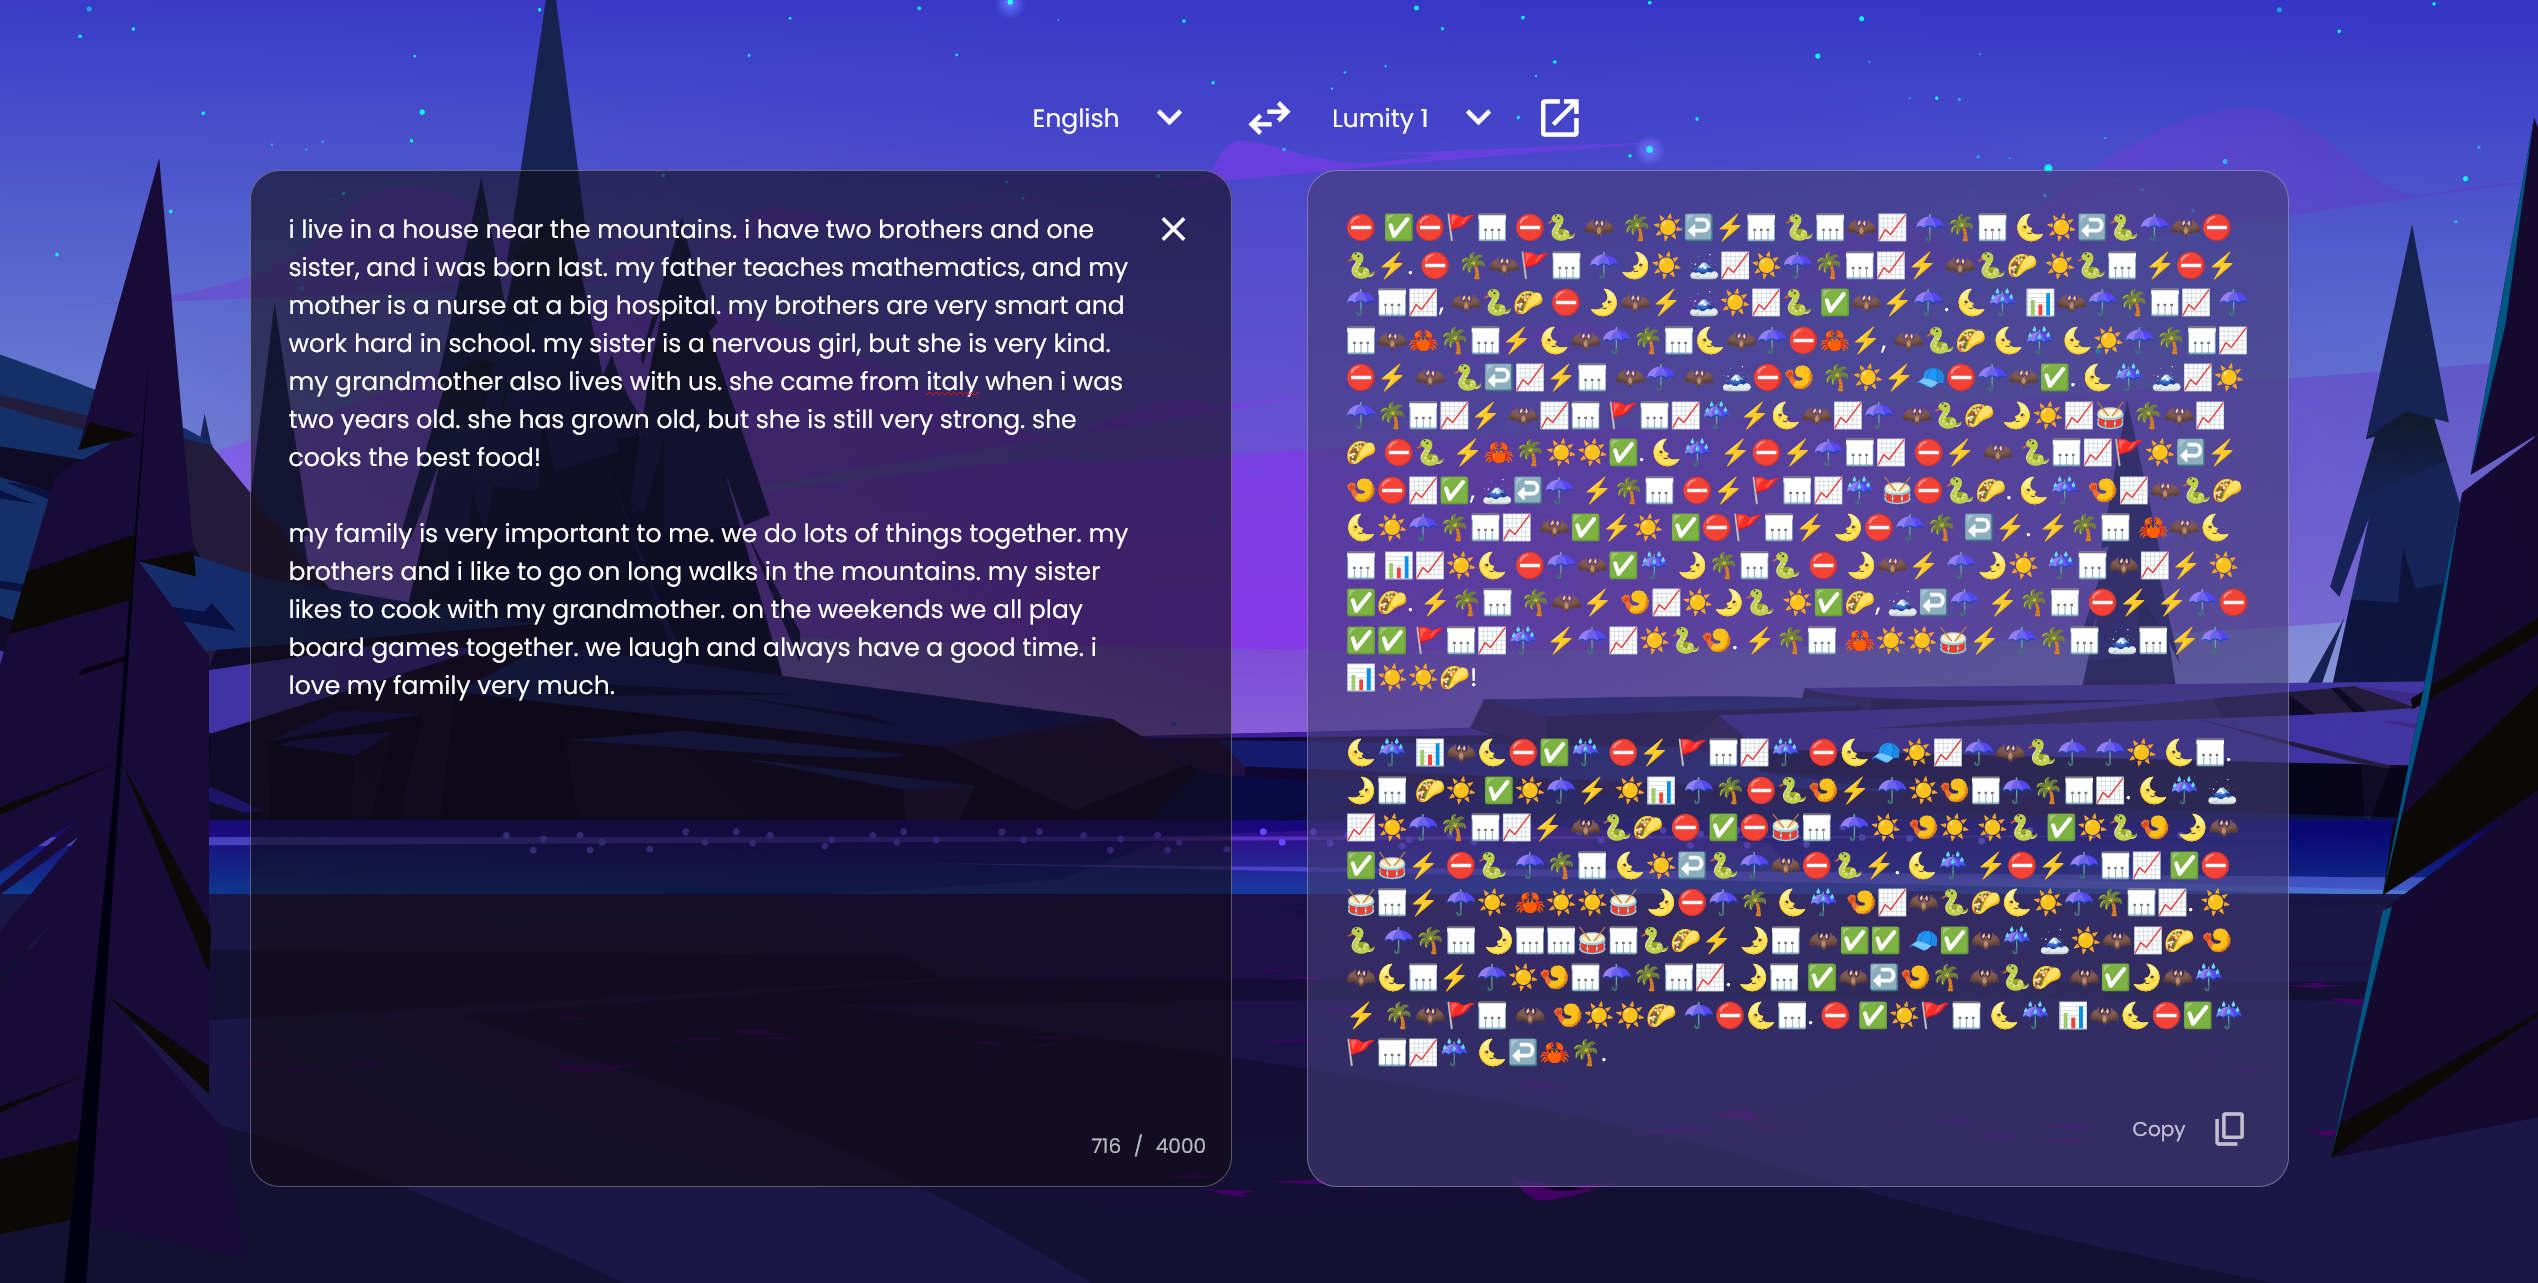 English
Lumity 1
i live in a house near the mountains. i have two brothers and one
sister, and i was born last. my father teaches mathematics, and my
mother is a nurse at a big hospital. my brothers are very smart and
work hard in school. my sister is a nervous girl, but she is very kind.
my grandmother also lives with us. she came from italy when i was
two years old. she has grown old, but she is still very strong. she
cooks the best food!
my family is very important to me. we do lots of things together. my
brothers and i like to go on long walks in the mountains. my sister
likes to cook with my grandmother. on the weekends we all play
board games together. we laugh and always have a good time. i
love my family very much.
716 / 4000
⛔ ✅⛔🚩🎹 ⛔🐍 🦇 🌴☀️↩️⚡🎹 🐍🎹🦇📈 ☂️🌴🎹 🌜☀️↩️🐍☂️🦇⛔
🐍⚡. ⛔ 🌴🦇🚩🎹 ☂️🌛☀️ 🗻📈☀️☂️🌴🎹📈⚡ 🦇🐍🌮 ☀️🐍🎹 ⚡⛔⚡
☂️🎹📈, 🦇🐍🌮 ⛔ 🌛🦇⚡ 🗻☀️📈🐍 ✅🦇⚡☂️. 🌜☔ 📊🦇☂️🌴🎹📈 ☂️
🎹🦇🦀🌴🎹⚡ 🌜🦇☂️🌴🎹🌜🦇☂️⛔🦀⚡, 🦇🐍🌮 🌜☔ 🌜☀️☂️🌴🎹📈
⛔⚡ 🦇 🐍↩️📈⚡🎹 🦇☂️ 🦇 🗻⛔🍤 🌴☀️⚡🧢⛔☂️🦇✅. 🌜☔ 🗻📈☀️
☂️🌴🎹📈⚡ 🦇📈🎹 🚩🎹📈☔ ⚡🌜🦇📈☂️ 🦇🐍🌮 🌛☀️📈🥁 🌴🦇📈
🌮 ⛔🐍 ⚡🦀🌴☀️☀️✅. 🌜☔ ⚡⛔⚡☂️🎹📈 ⛔⚡ 🦇 🐍🎹📈🚩☀️↩️⚡
🍤⛔📈✅, 🗻↩️☂️ ⚡🌴🎹 ⛔⚡ 🚩🎹📈☔ 🥁⛔🐍🌮. 🌜☔ 🍤📈🦇🐍🌮
🌜☀️☂️🌴🎹📈 🦇✅⚡☀️ ✅⛔🚩🎹⚡ 🌛⛔☂️🌴 ↩️⚡. ⚡🌴🎹 🦀🦇🌜
🎹 📊📈☀️🌜 ⛔☂️🦇✅☔ 🌛🌴🎹🐍 ⛔ 🌛🦇⚡ ☂️🌛☀️ ☔🎹🦇📈⚡ ☀️
✅🌮. ⚡🌴🎹 🌴🦇⚡ 🍤📈☀️🌛🐍 ☀️✅🌮, 🗻↩️☂️ ⚡🌴🎹 ⛔⚡ ⚡☂️⛔
✅✅ 🚩🎹📈☔ ⚡☂️📈☀️🐍🍤. ⚡🌴🎹 🦀☀️☀️🥁⚡ ☂️🌴🎹 🗻🎹⚡☂️
📊☀️☀️🌮!
🌜☔ 📊🦇🌜⛔✅☔ ⛔⚡ 🚩🎹📈☔ ⛔🌜🧢☀️📈☂️🦇🐍☂️ ☂️☀️ 🌜🎹.
🌛🎹 🌮☀️ ✅☀️☂️⚡ ☀️📊 ☂️🌴⛔🐍🍤⚡ ☂️☀️🍤🎹☂️🌴🎹📈. 🌜☔ 🗻
📈☀️☂️🌴🎹📈⚡ 🦇🐍🌮 ⛔ ✅⛔🥁🎹 ☂️☀️ 🍤☀️ ☀️🐍 ✅☀️🐍🍤 🌛🦇
✅🥁⚡ ⛔🐍 ☂️🌴🎹 🌜☀️↩️🐍☂️🦇⛔🐍⚡. 🌜☔ ⚡⛔⚡☂️🎹📈 ✅⛔
🥁🎹⚡ ☂️☀️ 🦀☀️☀️🥁 🌛⛔☂️🌴 🌜☔ 🍤📈🦇🐍🌮🌜☀️☂️🌴🎹📈. ☀️
🐍 ☂️🌴🎹 🌛🎹🎹🥁🎹🐍🌮⚡ 🌛🎹 🦇✅✅ 🧢✅🦇☔ 🗻☀️🦇📈🌮 🍤
🦇🌜🎹⚡ ☂️☀️🍤🎹☂️🌴🎹📈. 🌛🎹 ✅🦇↩️🍤🌴 🦇🐍🌮 🦇✅🌛🦇☔
⚡ 🌴🦇🚩🎹 🦇 🍤☀️☀️🌮 ☂️⛔🌜🎹. ⛔ ✅☀️🚩🎹 🌜☔ 📊🦇🌜⛔✅☔
🚩🎹📈☔ 🌜↩️🦀🌴.
Copy